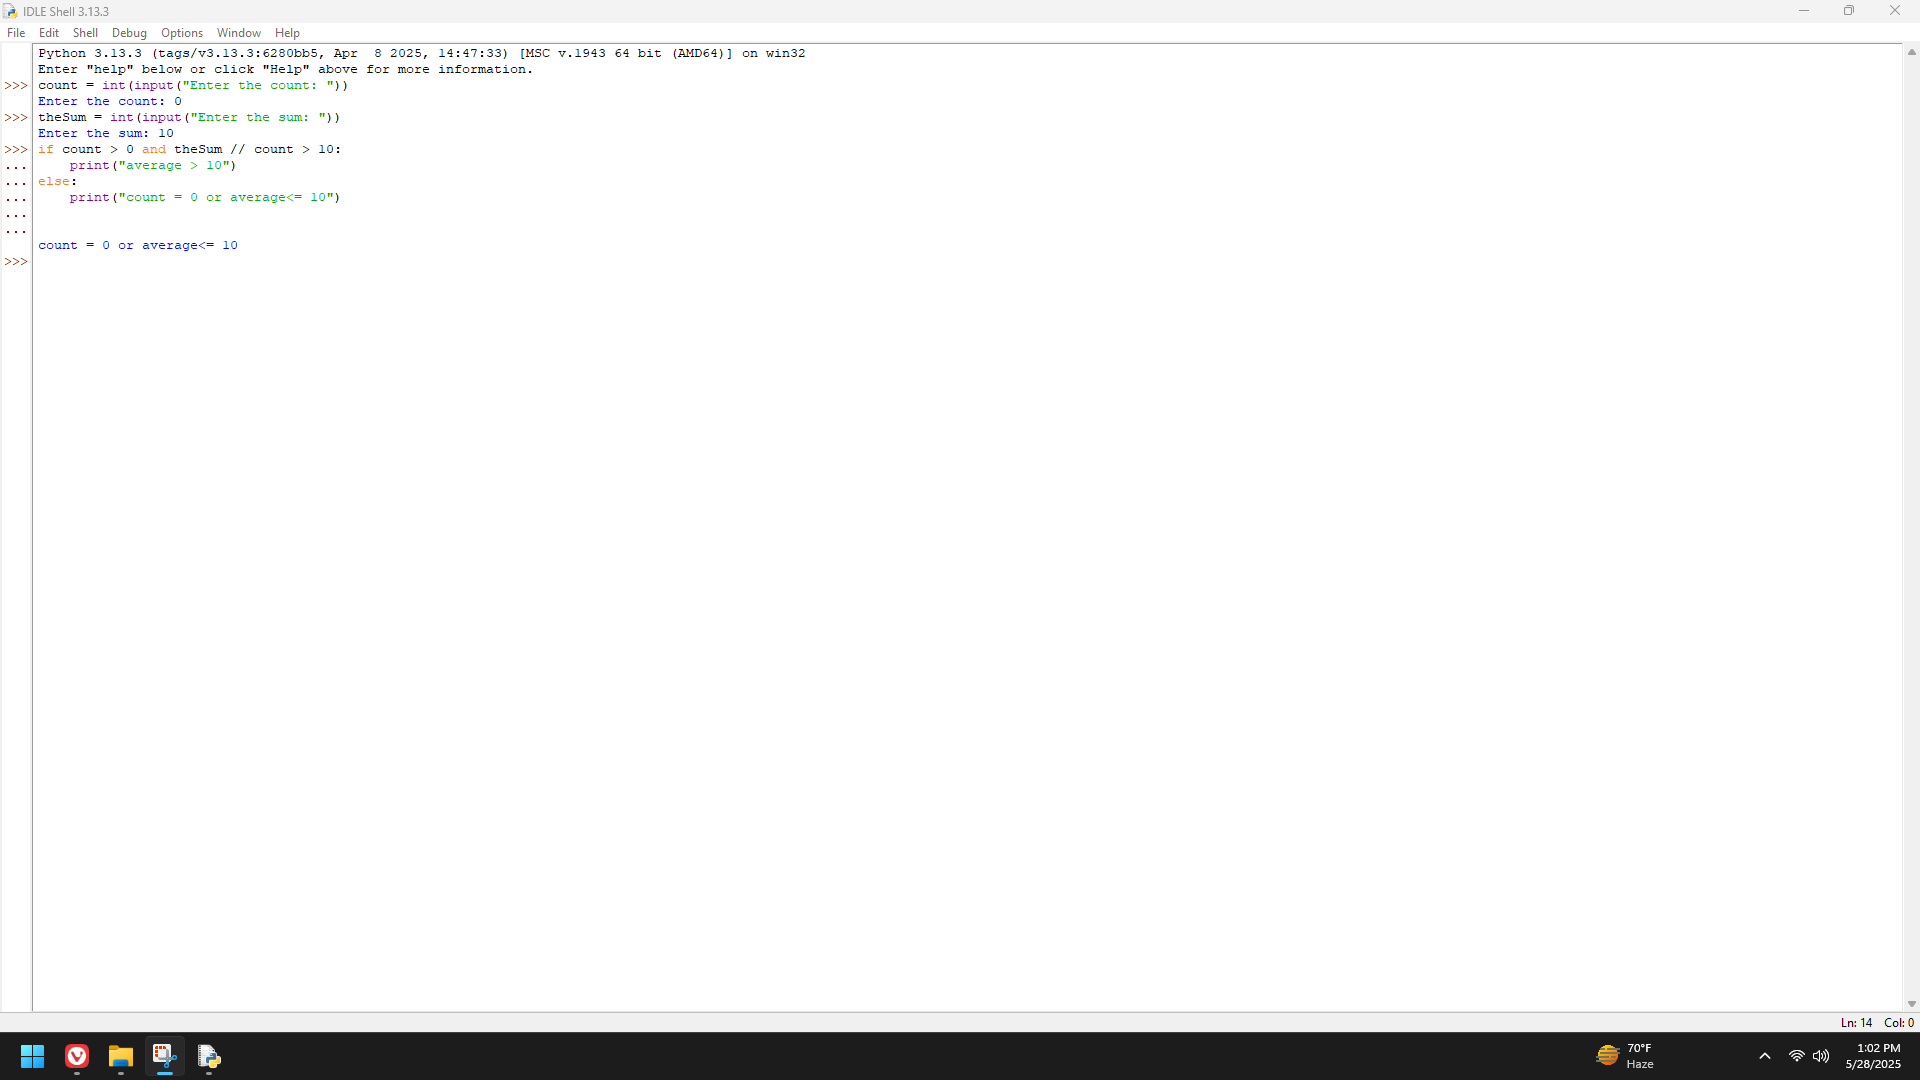 IDLE Shell 3.13.3
File Edit Shell Debug Options Window Help
Python 3.13.3 (tags/v3.13.3:6280bb5, Apr  8 2025, 14:47:33) [MSC v.1943 64 bit (AMD64)] on win32
Enter "help" below or click "Help" above for more information.
>>> count = int(input("Enter the count: "))
Enter the count: 0
>>> theSum = int(input("Enter the sum: "))
Enter the sum: 10
>>> if count > 0 and theSum // count > 10:
...     print("average > 10")
... else:
...     print("count = 0 or average<= 10")
...
...
count = 0 or average<= 10
>>>
Ln: 14 Col: 0
70°F
Haze
1:02 PM
5/28/2025